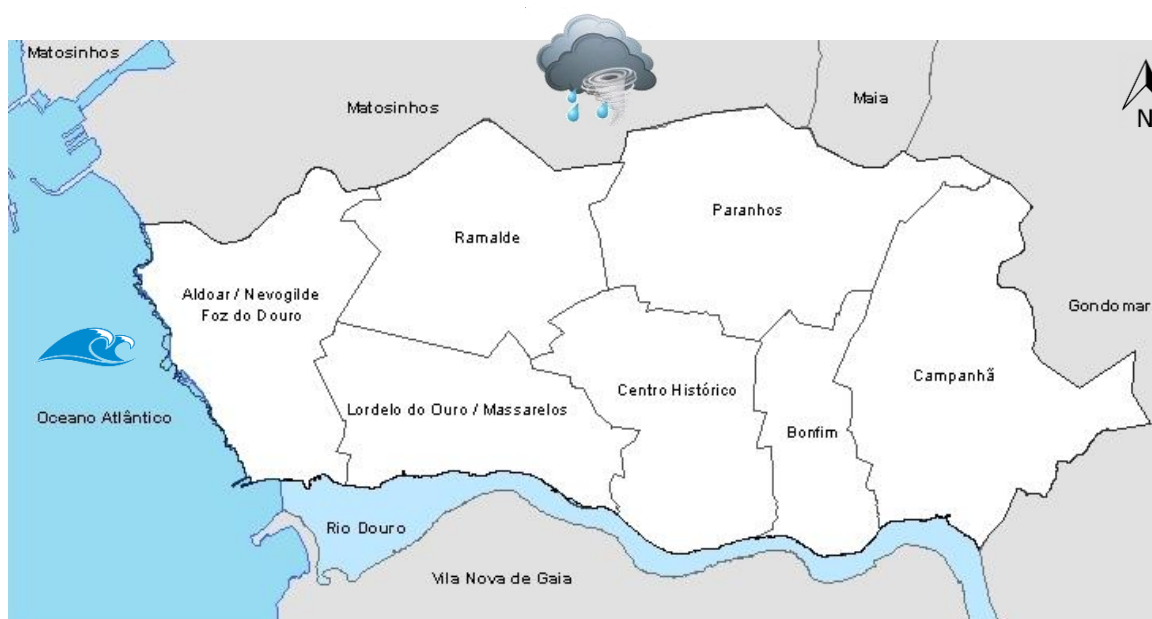 Matosinhos
Matosinhos
Maia
N
Paranhos
Ramalde
Aldoar / Nevogilde
Foz do Douro
Gondomar
Campanhã
Centro Histórico
Lordelo do Ouro / Massarelos
Oceano Atlântico
Bonfim
Rio Douro
Vila Nova de Gaia